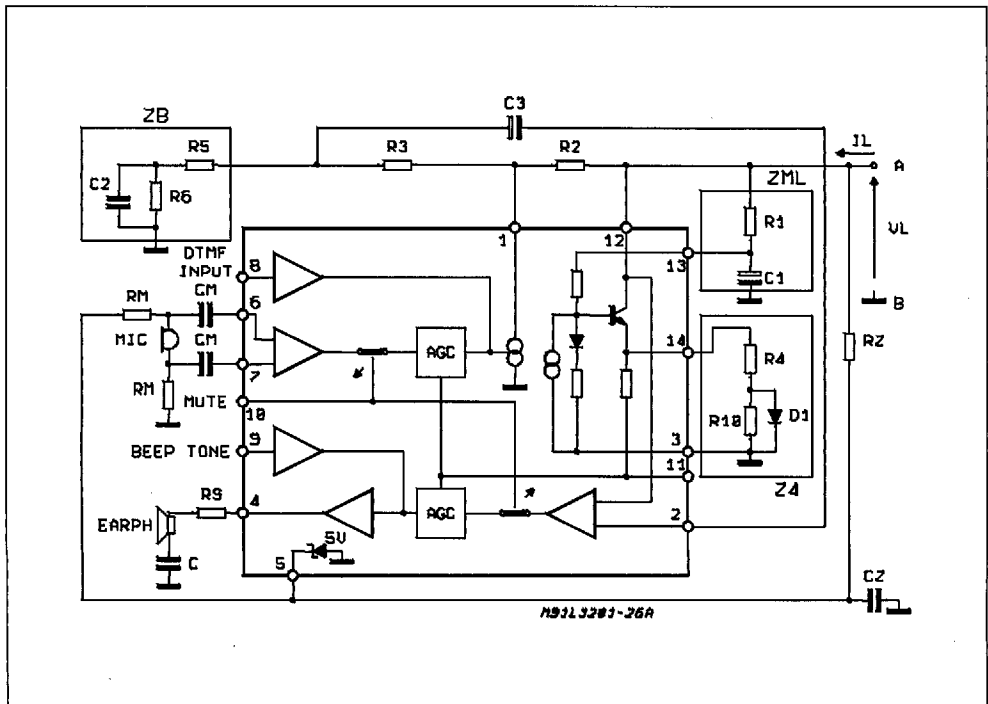 C3
ZB
R5
R3
R2
IL
A
C2
R6
ZML
R1
VL
1
12
13
C1
DTMF
INPUT
8
B
RM
CM
6
MIC
CM
AGC
14
R4
RZ
7
RM
MUTE
10
R10
D1
BEEP TONE
9
3
11
Z4
R9
4
AGC
2
EARPH
C
5
5V
CZ
M91L3281-26A